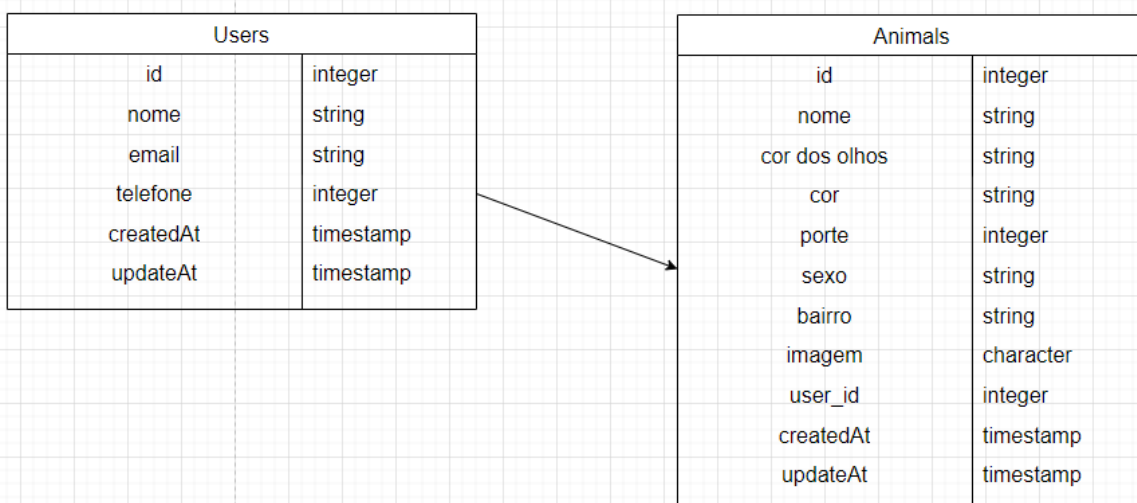 Users
id integer
nome string
email string
telefone integer
createdAt timestamp
updateAt timestamp
Animals
id integer
nome string
cor dos olhos string
cor string
porte integer
sexo string
bairro string
imagem character
user_id integer
createdAt timestamp
updateAt timestamp